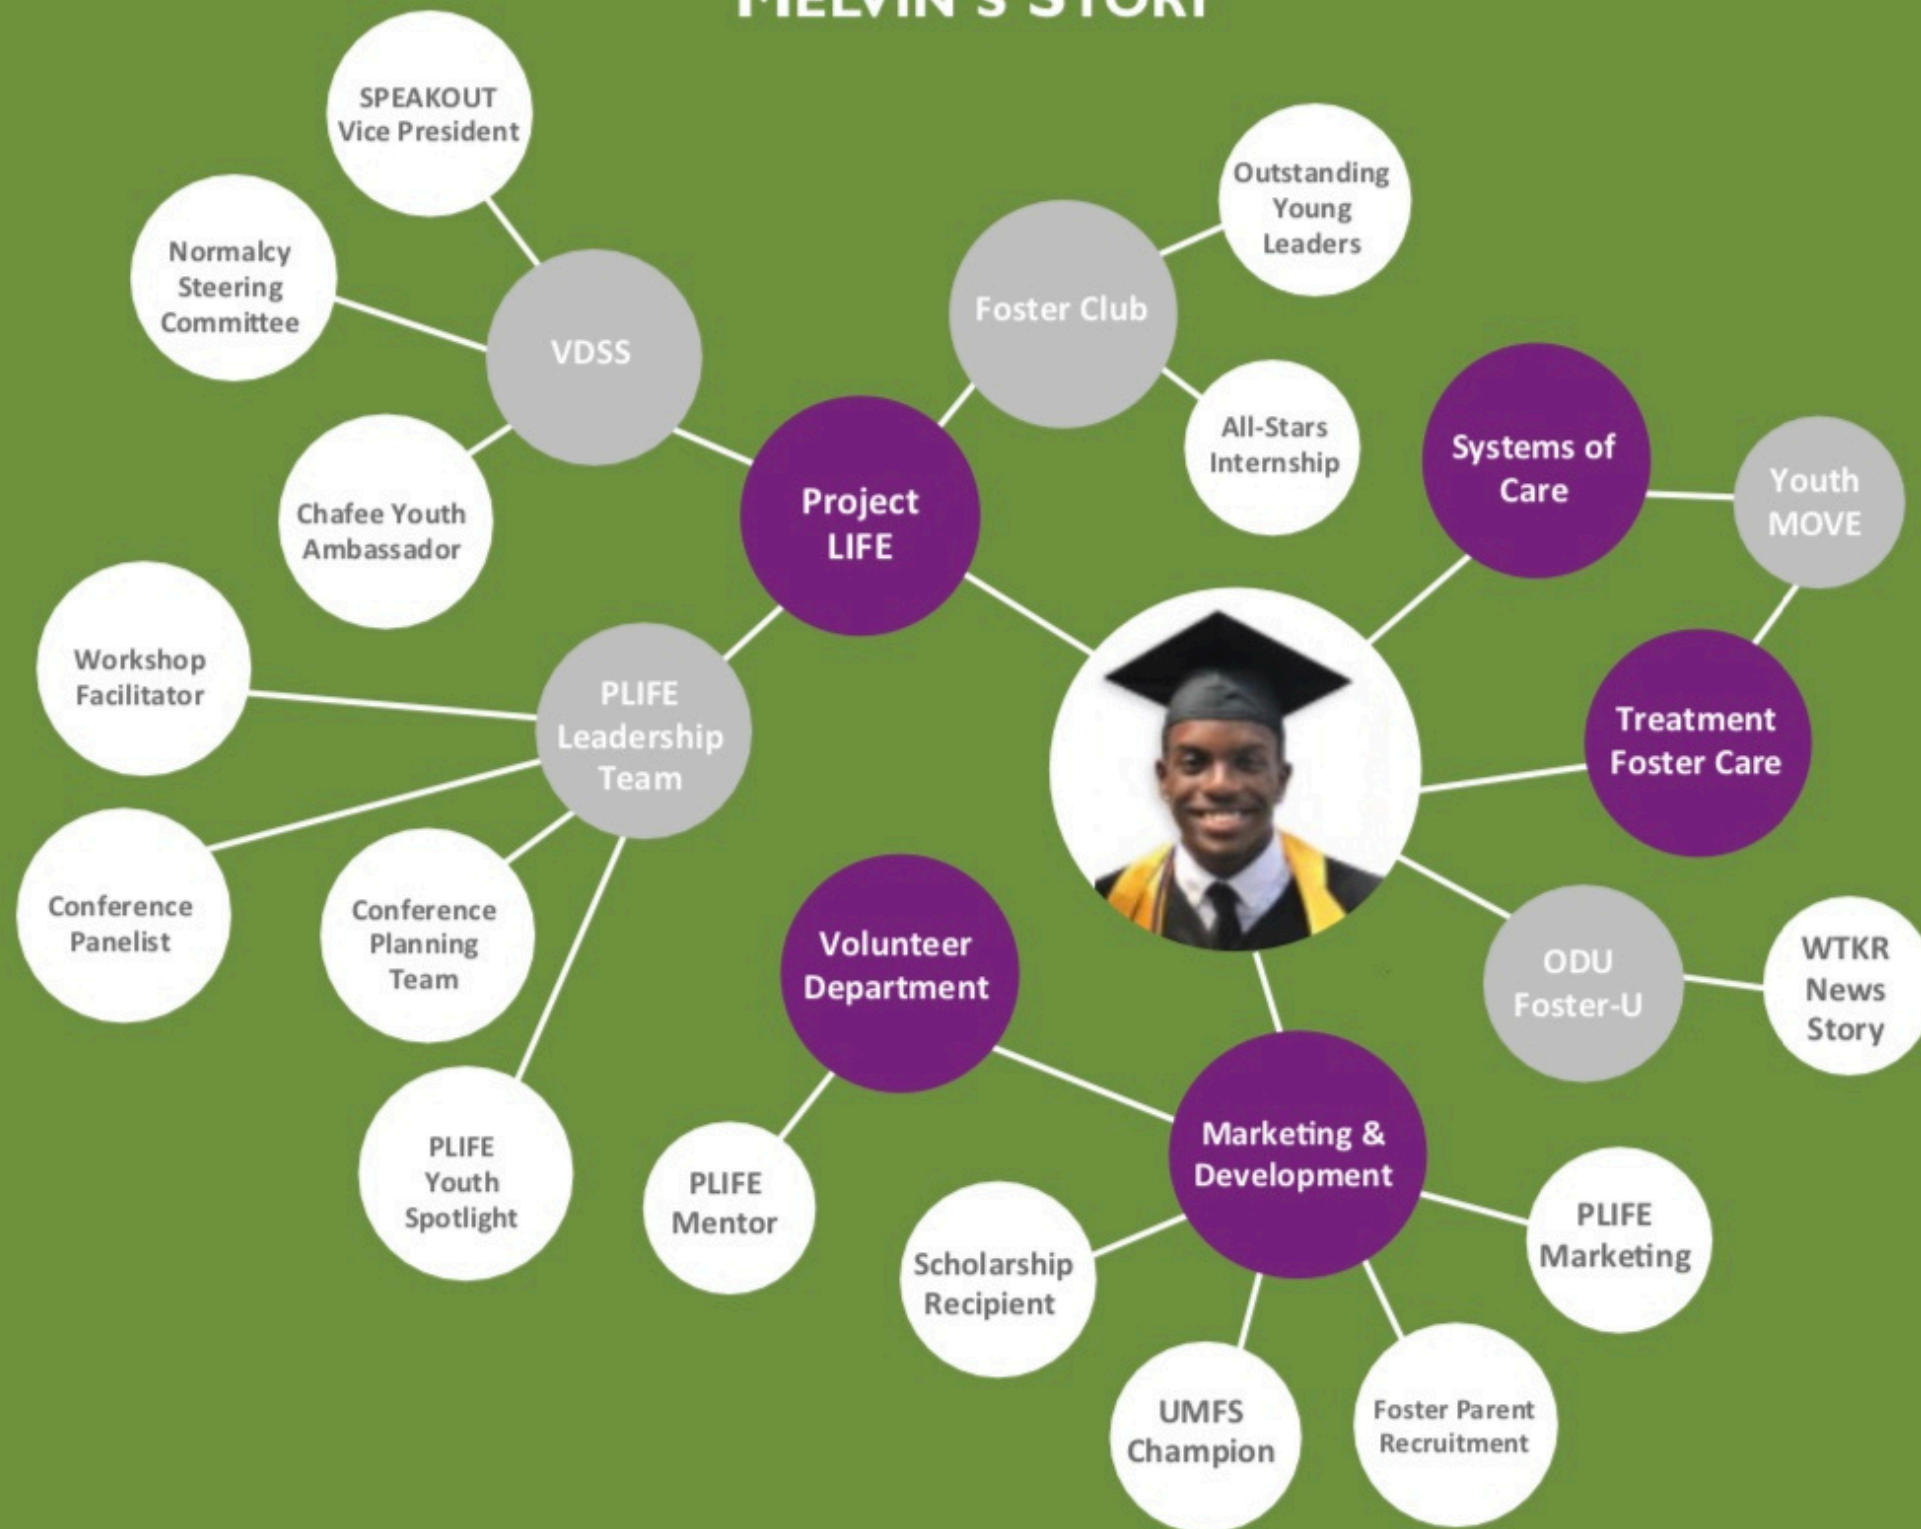 MELVIN'S STORY
SPEAKOUT
Vice President
Normalcy
Steering
Committee
VDSS
Chafee Youth
Ambassador
Foster Club
Outstanding
Young
Leaders
All-Stars
Internship
Project
LIFE
Systems of
Care
Youth
MOVE
Treatment
Foster Care
Workshop
Facilitator
PLIFE
Leadership
Team
Conference
Panelist
Conference
Planning
Team
PLIFE
Youth
Spotlight
Volunteer
Department
PLIFE
Mentor
ODU
Foster-U
WTKR
News
Story
Marketing &
Development
Scholarship
Recipient
UMFS
Champion
Foster Parent
Recruitment
PLIFE
Marketing